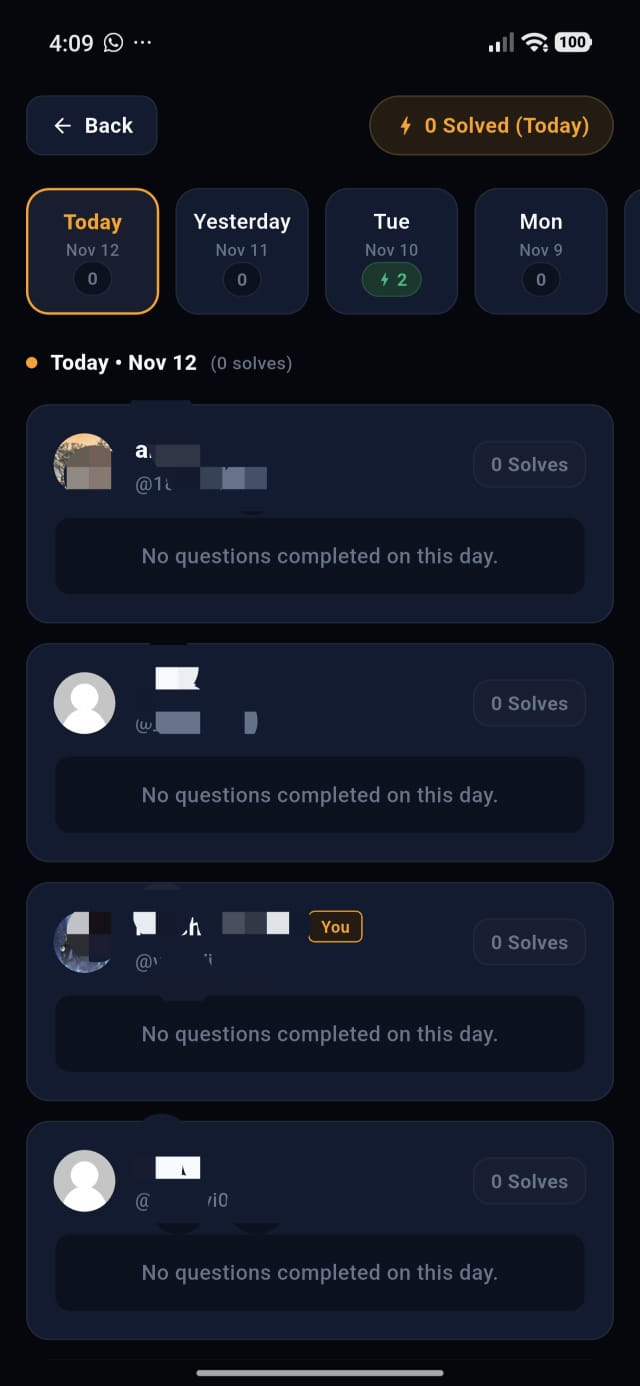 4:09 ...
100
← Back
0 Solved (Today)
Today
Nov 12
0
Yesterday
Nov 11
0
Tue
Nov 10
2
Mon
Nov 9
0
Today • Nov 12 (0 solves)
0 Solves
No questions completed on this day.
0 Solves
No questions completed on this day.
You
0 Solves
No questions completed on this day.
0 Solves
No questions completed on this day.